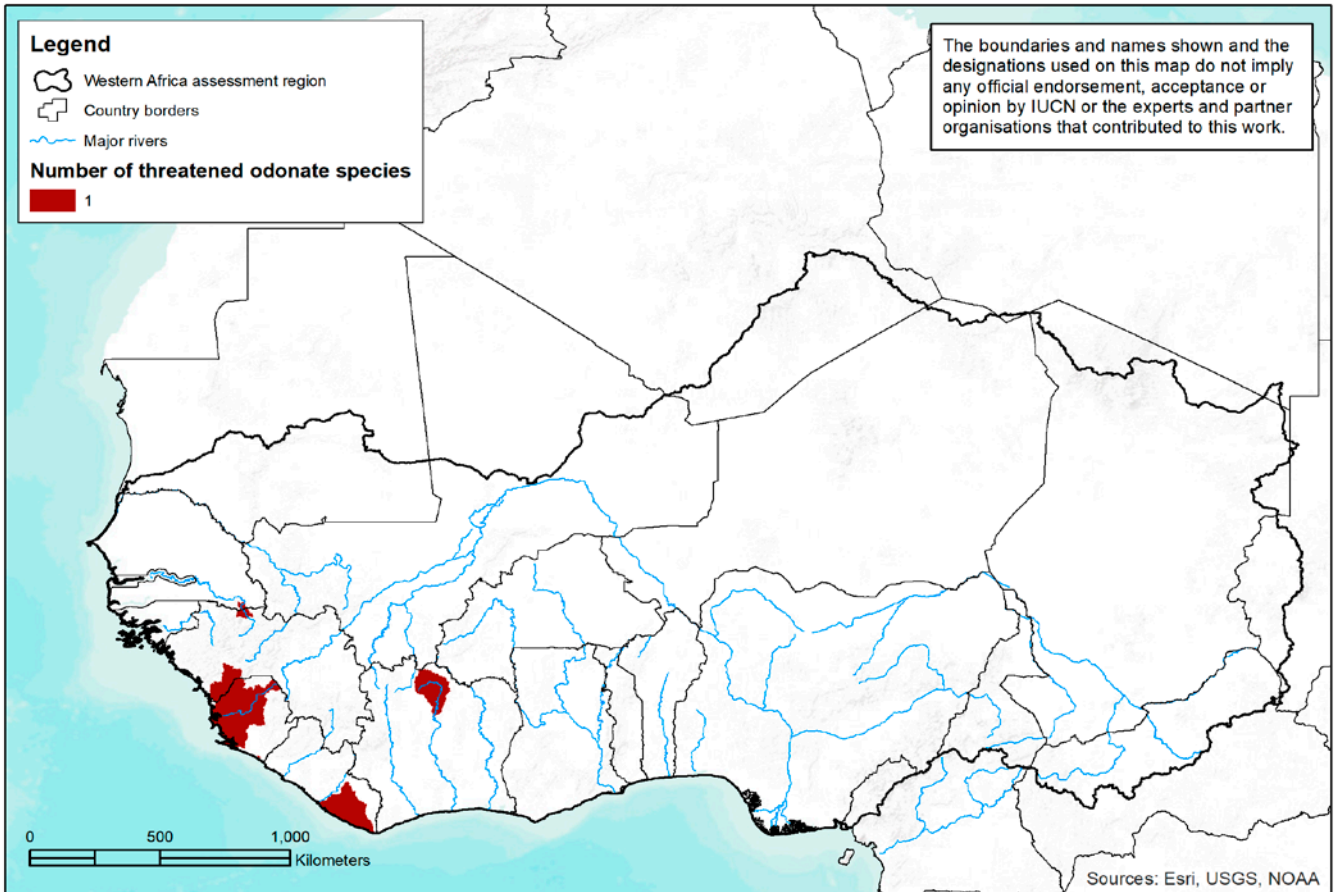 Legend
Western Africa assessment region
Country borders
Major rivers
Number of threatened odonate species
1
The boundaries and names shown and the
designations used on this map do not imply
any official endorsement, acceptance or
opinion by IUCN or the experts and partner
organisations that contributed to this work.
0 500 1,000
Kilometers
Sources: Esri, USGS, NOAA